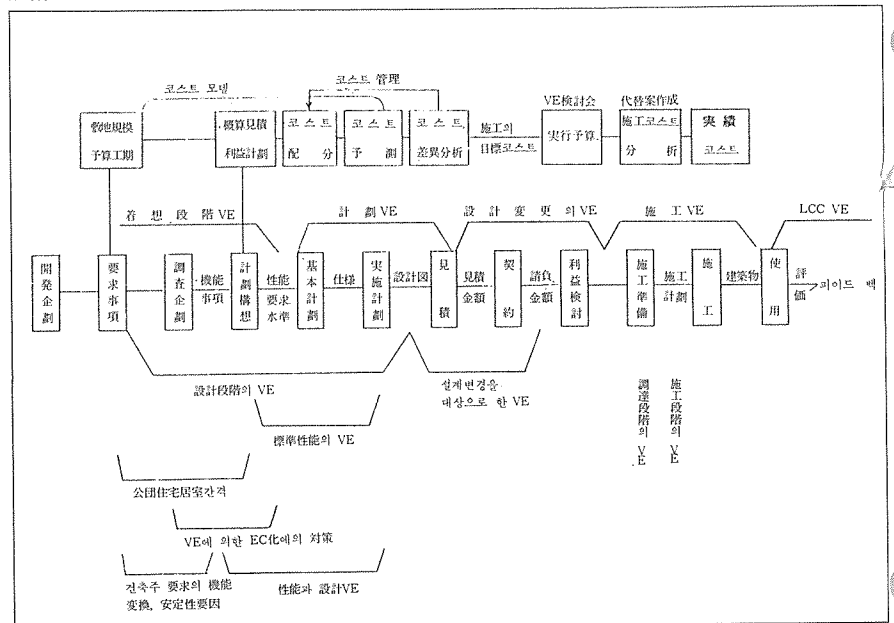 코스트 모델
코스트 管理
敷地規模
予算工期
概算見積
利益計劃
코스트
配分
코스트
予測
코스트
差異分析
施工의
目標코스트
VE検討会
実行予算
代替案作成
施工코스트
分析
実績
코스트
着想段階VE
計劃VE
設計変更의VE
施工VE
LCC VE
開発企劃
要求事項
調査企劃
機能
事項
計劃構想
性能
要求
水準
基本計劃
仕様
実施計劃
設計図
見積
見積
金額
契約
請負
金額
利益検討
施工準備
施工
計劃
施工
建築物
使用
評価
피이드 백
設計段階의 VE
설계변경을
대상으로 한 VE
標準性能의 VE
調達段階의 VE
施工段階의 VE
公団住宅居室간격
VE에 의한 EC化에의 対策
건축주 要求의 機能
変換, 安定性要因
性能과 設計VE